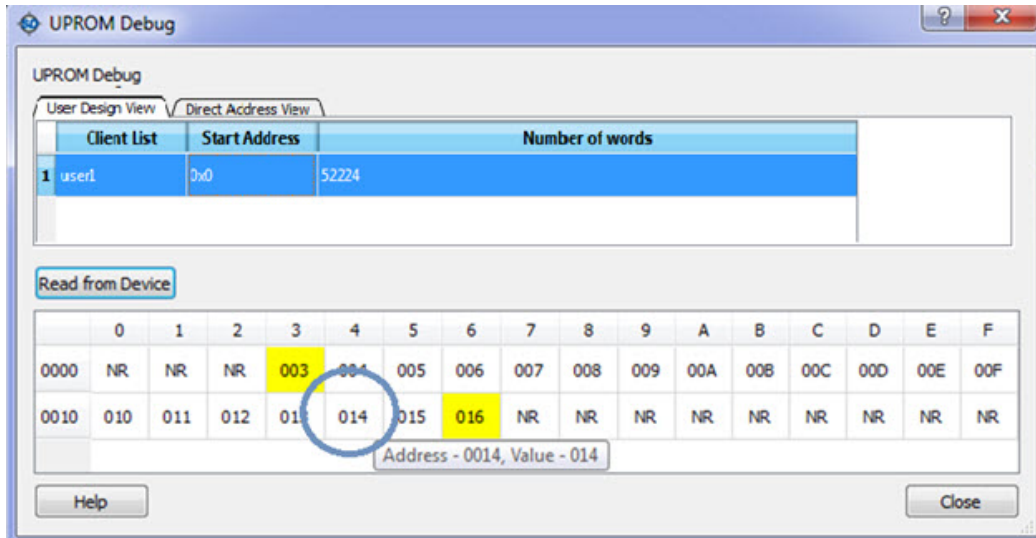 UPROM Debug
UPROM Debug
User Design View Direct Address View
Client List Start Address Number of words
1 user1 0x0 52224
Read from Device
0 1 2 3 4 5 6 7 8 9 A B C D E F
0000 NR NR NR 003 004 005 006 007 008 009 00A 00B 00C 00D 00E 00F
0010 010 011 012 013 014 015 016 NR NR NR NR NR NR NR NR NR
Address - 0014, Value - 014
Help Close